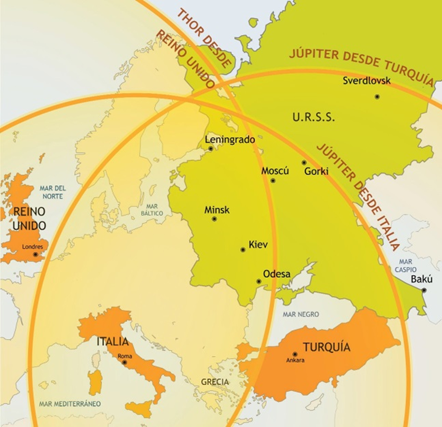 THOR DESDE
REINO UNIDO
JÚPITER DESDE TURQUÍA
Sverdlovsk
U.R.S.S.
JÚPITER DESDE ITALIA
Leningrado
Moscú
Gorki
MAR DEL
NORTE
REINO
UNIDO
Londres
MAR
BÁLTICO
Minsk
Kiev
Odesa
MAR
CASPIO
Bakú
MAR NEGRO
ITALIA
Roma
TURQUÍA
Ankara
GRECIA
MAR MEDITERRÁNEO